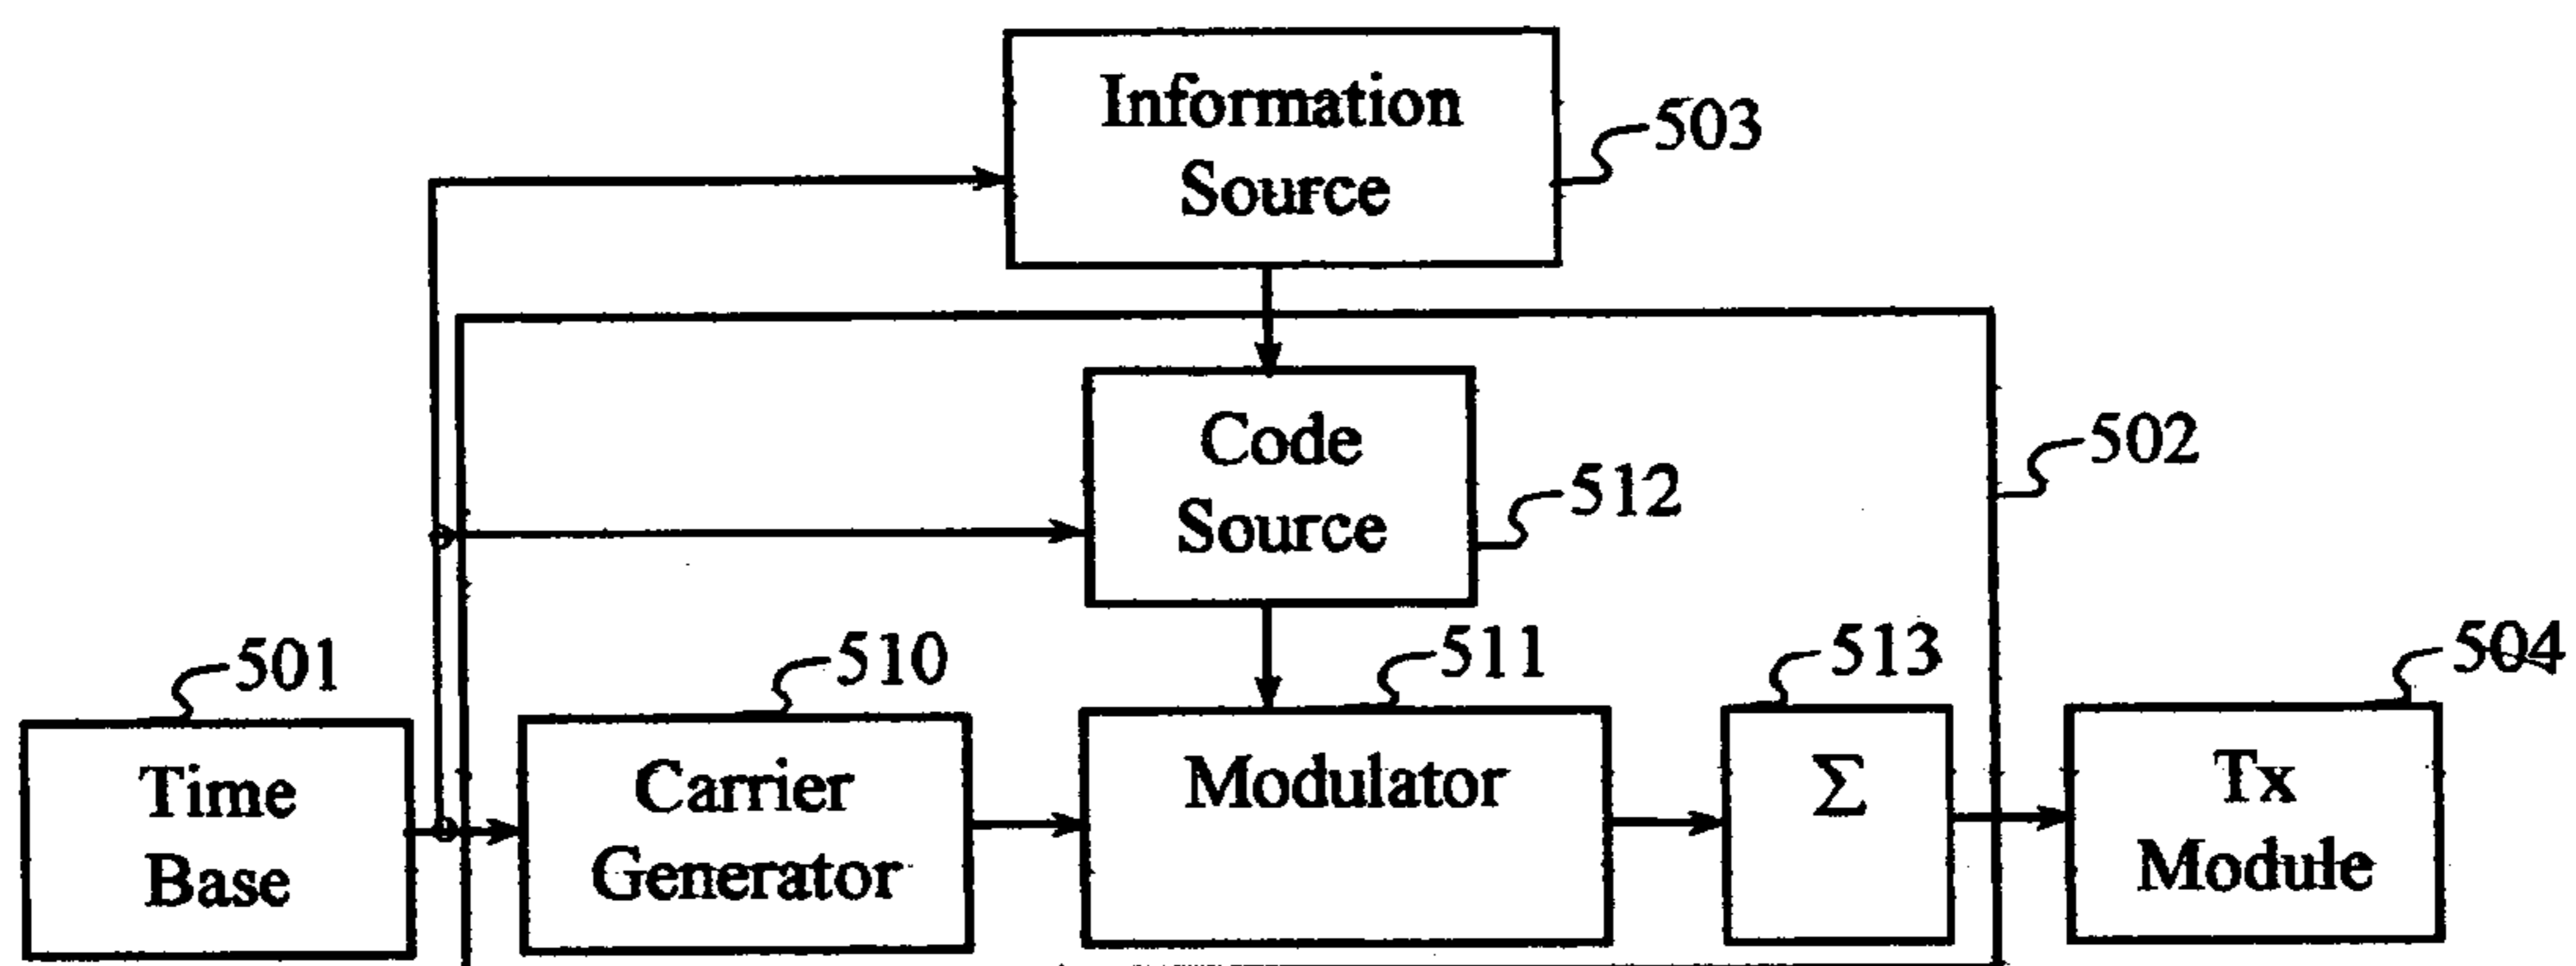 Information
Source
503
Code
Source
512
502
501
510
511
513
504
Time
Base
Carrier
Generator
Modulator
Σ
Tx
Module